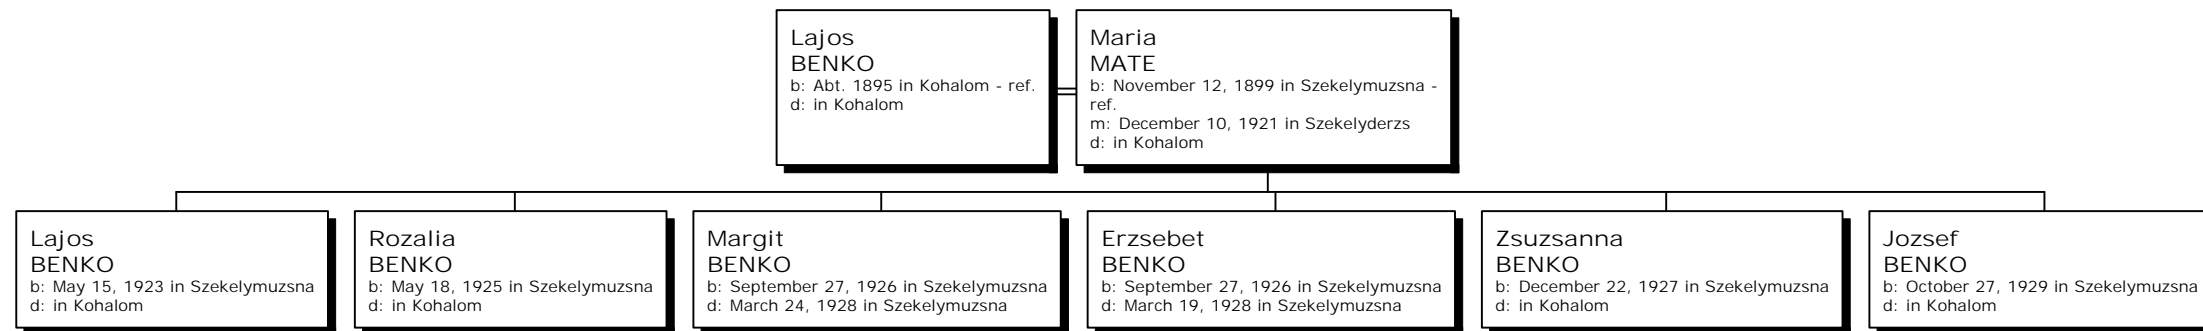 Lajos
BENKO
b: Abt. 1895 in Kohalom - ref.
d: in Kohalom
Maria
MATE
b: November 12, 1899 in Szekelymuzsna -
ref.
m: December 10, 1921 in Szekelyderzs
d: in Kohalom
Lajos
BENKO
b: May 15, 1923 in Szekelymuzsna
d: in Kohalom
Rozalia
BENKO
b: May 18, 1925 in Szekelymuzsna
d: in Kohalom
Margit
BENKO
b: September 27, 1926 in Szekelymuzsna
d: March 24, 1928 in Szekelymuzsna
Erzsebet
BENKO
b: September 27, 1926 in Szekelymuzsna
d: March 19, 1928 in Szekelymuzsna
Zsuzsanna
BENKO
b: December 22, 1927 in Szekelymuzsna
d: in Kohalom
Jozsef
BENKO
b: October 27, 1929 in Szekelymuzsna
d: in Kohalom